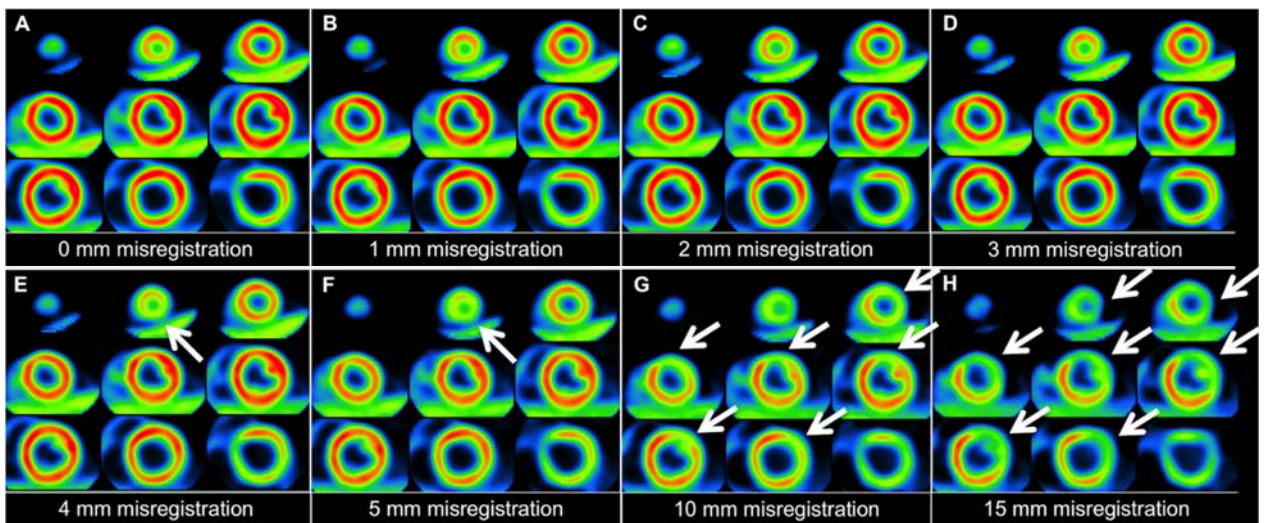 A
B
C
D
0 mm misregistration
1 mm misregistration
2 mm misregistration
3 mm misregistration
E
F
G
H
4 mm misregistration
5 mm misregistration
10 mm misregistration
15 mm misregistration